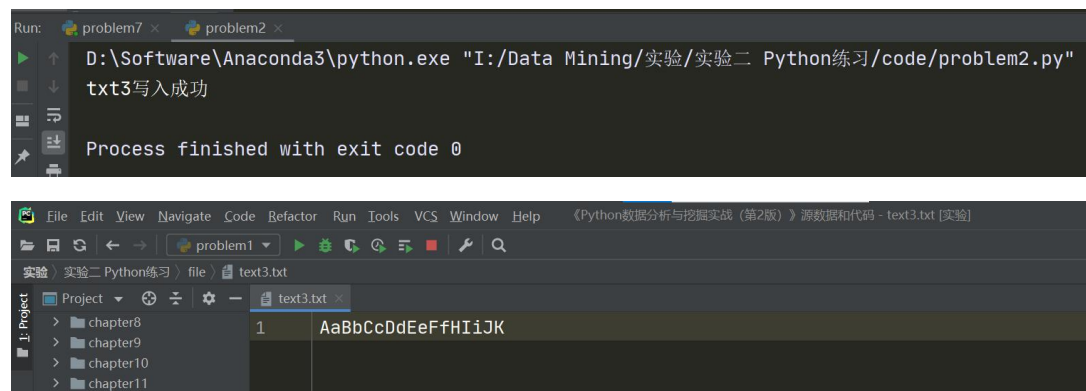 Run: problem7 × problem2 ×
D:\Software\Anaconda3\python.exe "I:/Data Mining/实验/实验二 Python练习/code/problem2.py"
txt3写入成功
Process finished with exit code 0
File Edit View Navigate Code Refactor Run Tools VCS Window Help 《Python数据分析与挖掘实战（第2版）》源数据和代码 - text3.txt [实验]
problem1
实验 〉 实验二 Python练习 〉 file 〉 text3.txt
1: Project
Project text3.txt ×
> chapter8
1 AaBbCcDdEeFfHIiJK
> chapter9
> chapter10
> chapter11